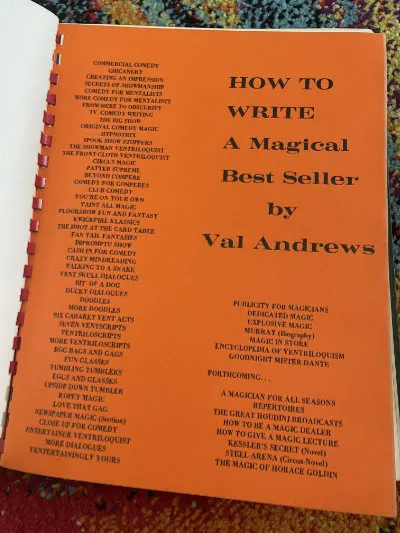 COMMERCIAL COMEDY
CHICANERY
CREATING AN IMPRESSION
SECRETS OF SHOWMANSHIP
COMEDY FOR MENTALISTS
MORE COMEDY FOR MENTALISTS
FROM HERE TO OBSCURITY
TV. COMEDY WRITING
THE BIG SHOW
ORIGINAL COMEDY MAGIC
HYPNOTRIX
SPOOK SHOW STOPPERS
THE SHOWMAN VENTRILOQUIST
THE FRONT CLOTH VENTRILOQUIST
CIRCUS MAGIC
PATTER SUPREME
BEYOND COMPERE
COMEDY FOR COMPERES
CLUB COMEDY
YOU'RE ON YOUR OWN
TAINT ALL MAGIC
FLOORSHOW FUN AND FANTASY
KWICKFIRE KLASSICS
THE IDIOT AT THE CARD TABLE
FAN TAIL FANTASIES
IMPROMPTU SHOW
CASH IN FOR COMEDY
CRAZY MINDREADING
TALKING TO A SNAKE
VENT SKULL DIALOGUES
BIT OF A DOG
DUCKY DIALOGUES
DOODLES
MORE DOODLES
SIX CABARET VENT ACTS
SEVEN VENTSCRIPTS
VENTRILOSCRIPTS
MORE VENTRILOSCRIPTS
EGG BAGS AND GAGS
FUN GLASSES
TUMBLING TUMBLERS
EGGS AND GLASSES
UPSIDE DOWN TUMBLER
ROPEY MAGIC
LOVE THAT GAG
NEWSPAPER MAGIC (Section)
CLOSE UP FOR COMEDY
ENTERTAINER VENTRILOQUIST
MORE DIALOGUES
VENTERTAININGLY YOURS
HOW TO
WRITE
A Magical
Best Seller
by
Val Andrews
PUBLICITY FOR MAGICIANS
DEDICATED MAGIC
EXPLOSIVE MAGIC
MURRAY (Biography)
MAGIC IN STORE
ENCYCLOPEDIA OF VENTRILOQUISM
GOODNIGHT MISTER DANTE
FORTHCOMING...
A MAGICIAN FOR ALL SEASONS
REPERTOIRES
THE GREAT HOUDINI BROADCASTS
HOW TO BE A MAGIC DEALER
HOW TO GIVE A MAGIC LECTURE
KESSLER'S SECRET (Novel)
STEEL-ARENA (Circus-Novel)
THE MAGIC OF HORACE GOLDIN